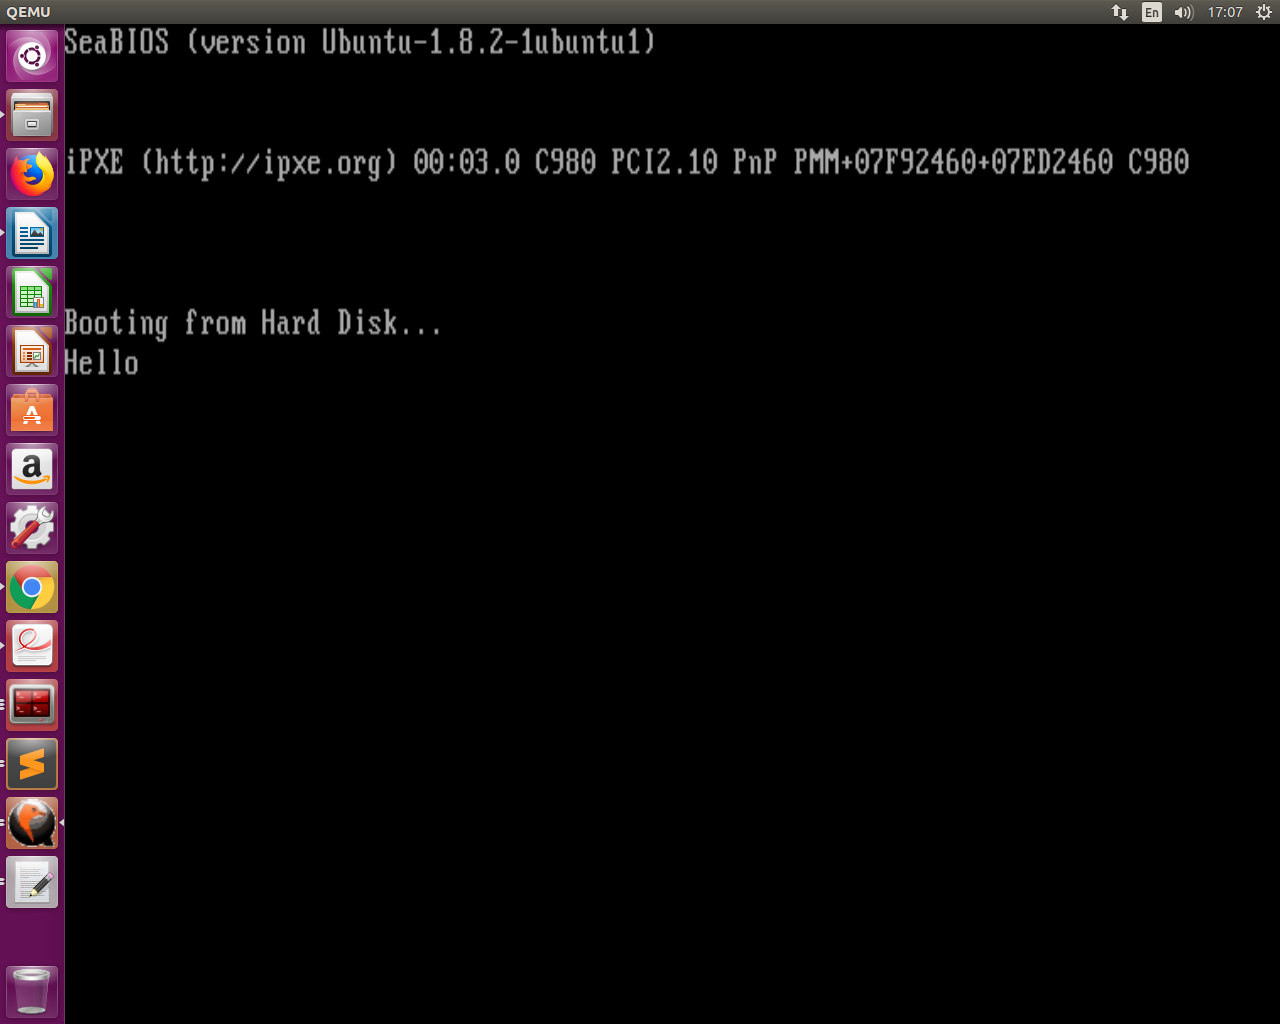 QEMU
En
17:07
SeaBIOS (version Ubuntu-1.8.2-1ubuntu1)
iPXE (http://ipxe.org) 00:03.0 C980 PCI2.10 PnP PMM+07F92460+07ED2460 C980
Booting from Hard Disk...
Hello